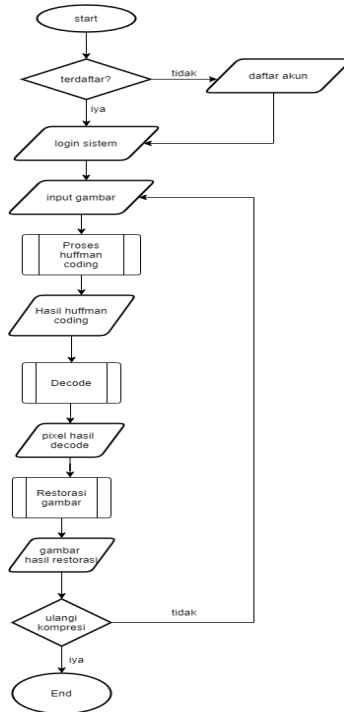 start
terdaftar?
tidak
daftar akun
iya
login sistem
input gambar
Proses
huffman
coding
Hasil huffman
coding
Decode
pixel hasil
decode
Restorasi
gambar
gambar
hasil restorasi
ulangi
kompresi
tidak
iya
End